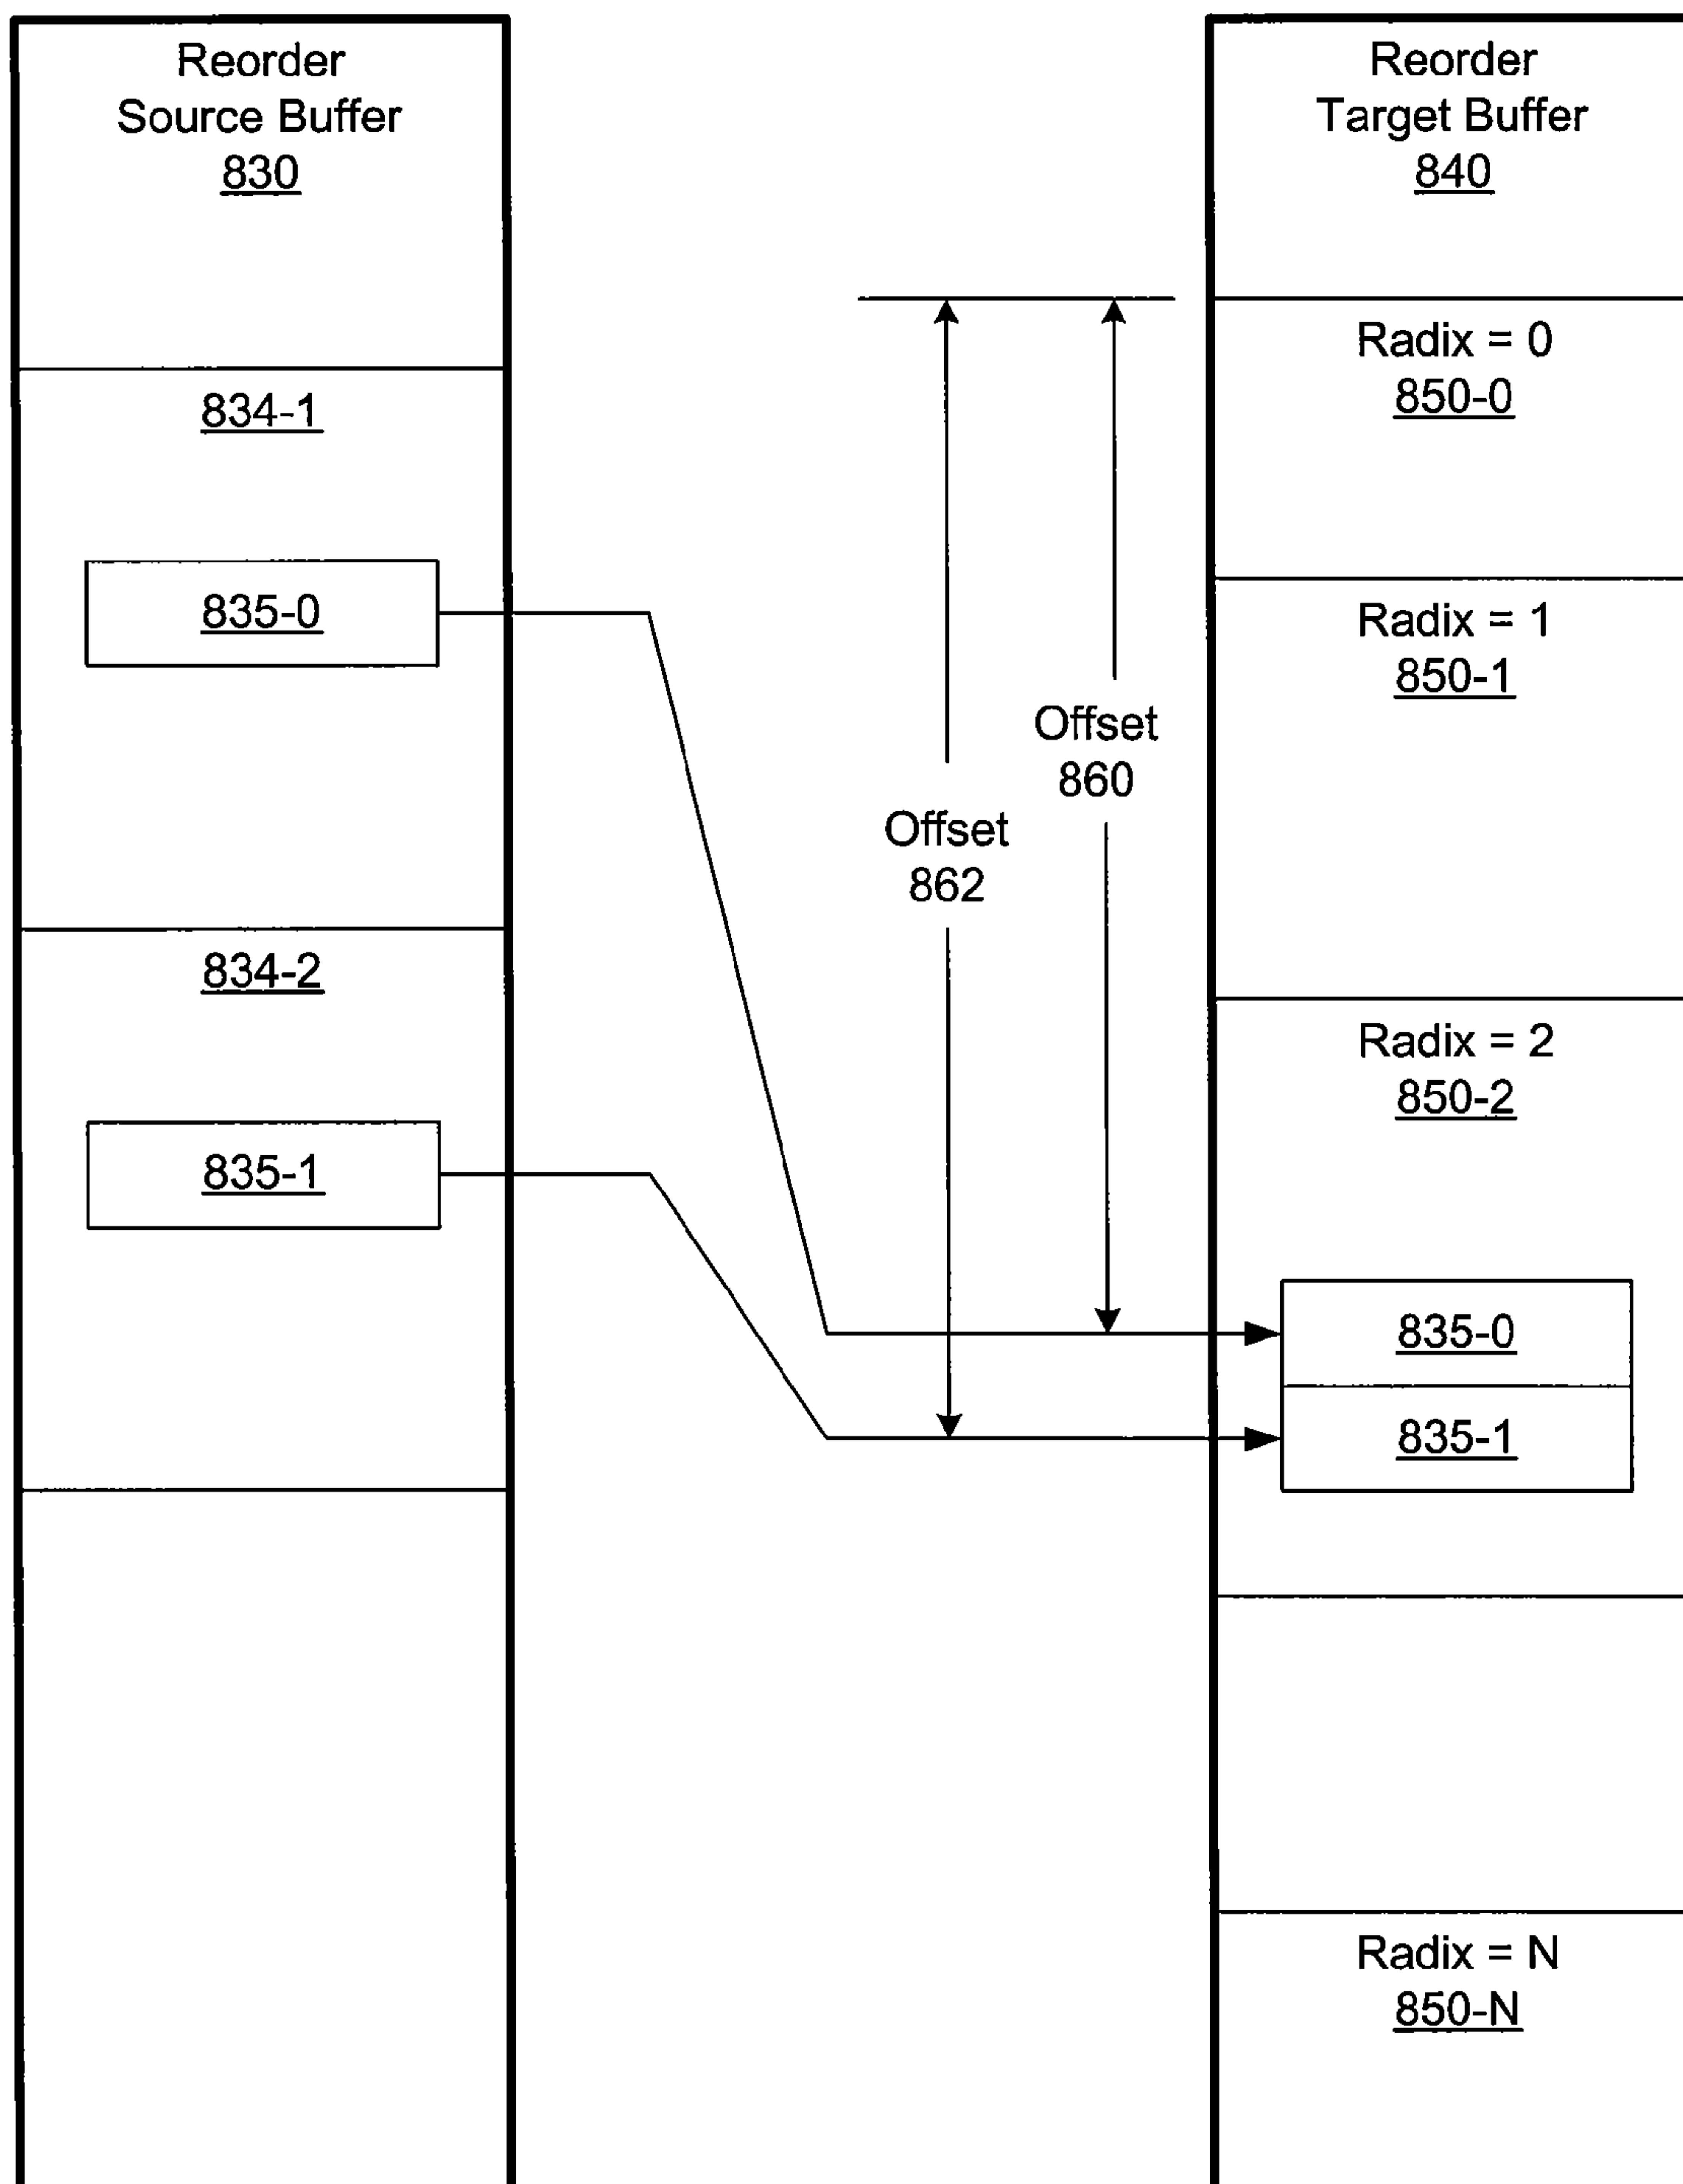 Reorder
Source Buffer
830
834-1
835-0
834-2
835-1
Offset
860
Offset
862
Reorder
Target Buffer
840
Radix = 0
850-0
Radix = 1
850-1
Radix = 2
850-2
835-0
835-1
Radix = N
850-N